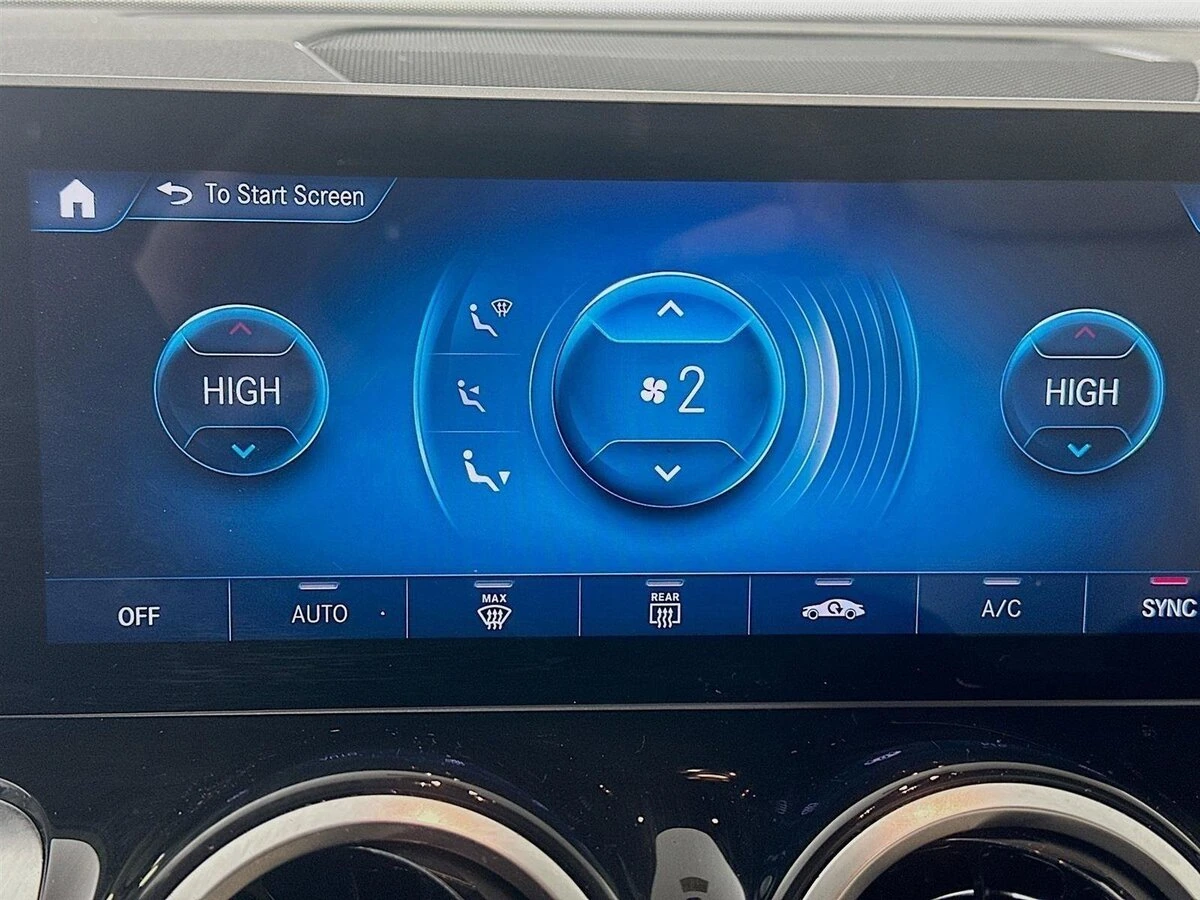 To Start Screen
HIGH
2
HIGH
OFF
AUTO
MAX
REAR
A/C
SYNC